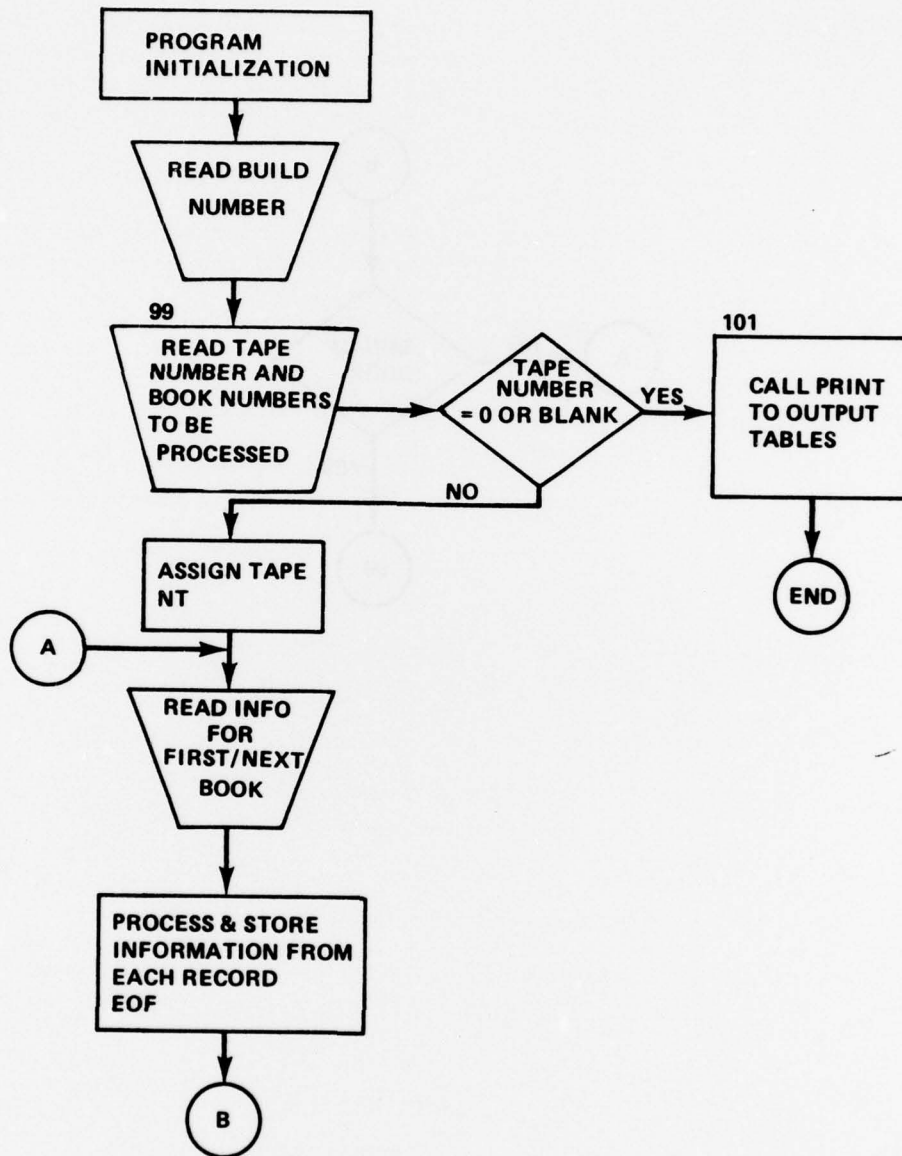 PROGRAM
INITIALIZATION
READ BUILD
NUMBER
99
READ TAPE
NUMBER AND
BOOK NUMBERS
TO BE
PROCESSED
TAPE
NUMBER
= 0 OR BLANK
YES
101
CALL PRINT
TO OUTPUT
TABLES
NO
END
ASSIGN TAPE
NT
A
READ INFO
FOR
FIRST/NEXT
BOOK
PROCESS & STORE
INFORMATION FROM
EACH RECORD
EOF
B